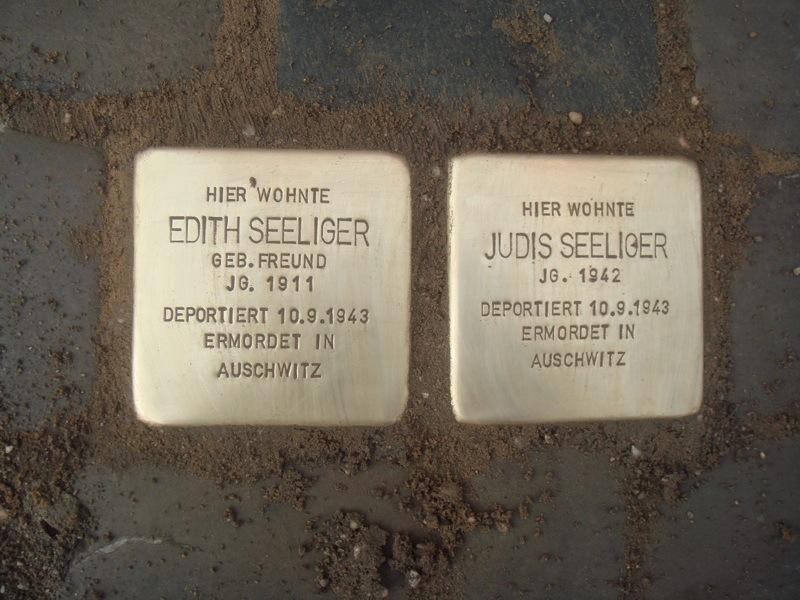 HIER WOHNTE
EDITH SEELIGER
GEB. FREUND
JG. 1911
DEPORTIERT 10.9.1943
ERMORDET IN
AUSCHWITZ
HIER WOHNTE
JUDIS SEELIGER
JG. 1942
DEPORTIERT 10.9.1943
ERMORDET IN
AUSCHWITZ